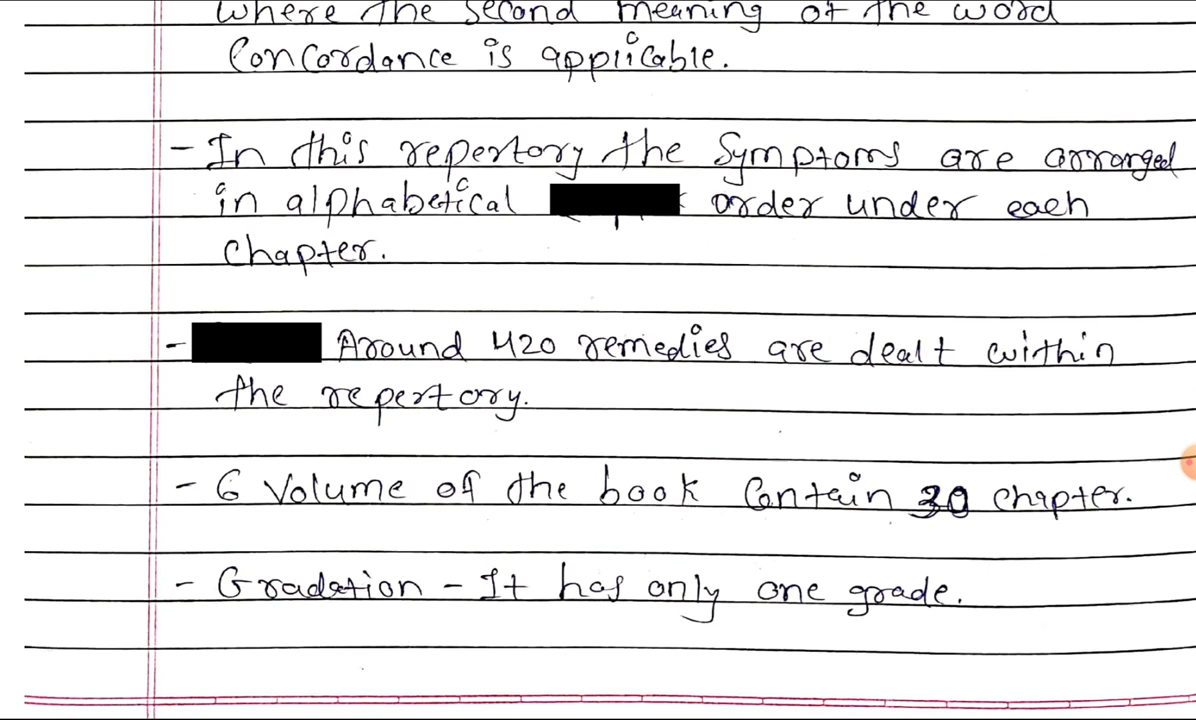 where the second meaning of the word
Concordance is applicable.
- In this repertory the Symptoms are arranged
in alphabetical order under each
Chapter.
- Around 420 remedies are dealt within
the repertory.
- 6 Volume of the book Contain 30 chapter.
- Gradation - It has only one grade.